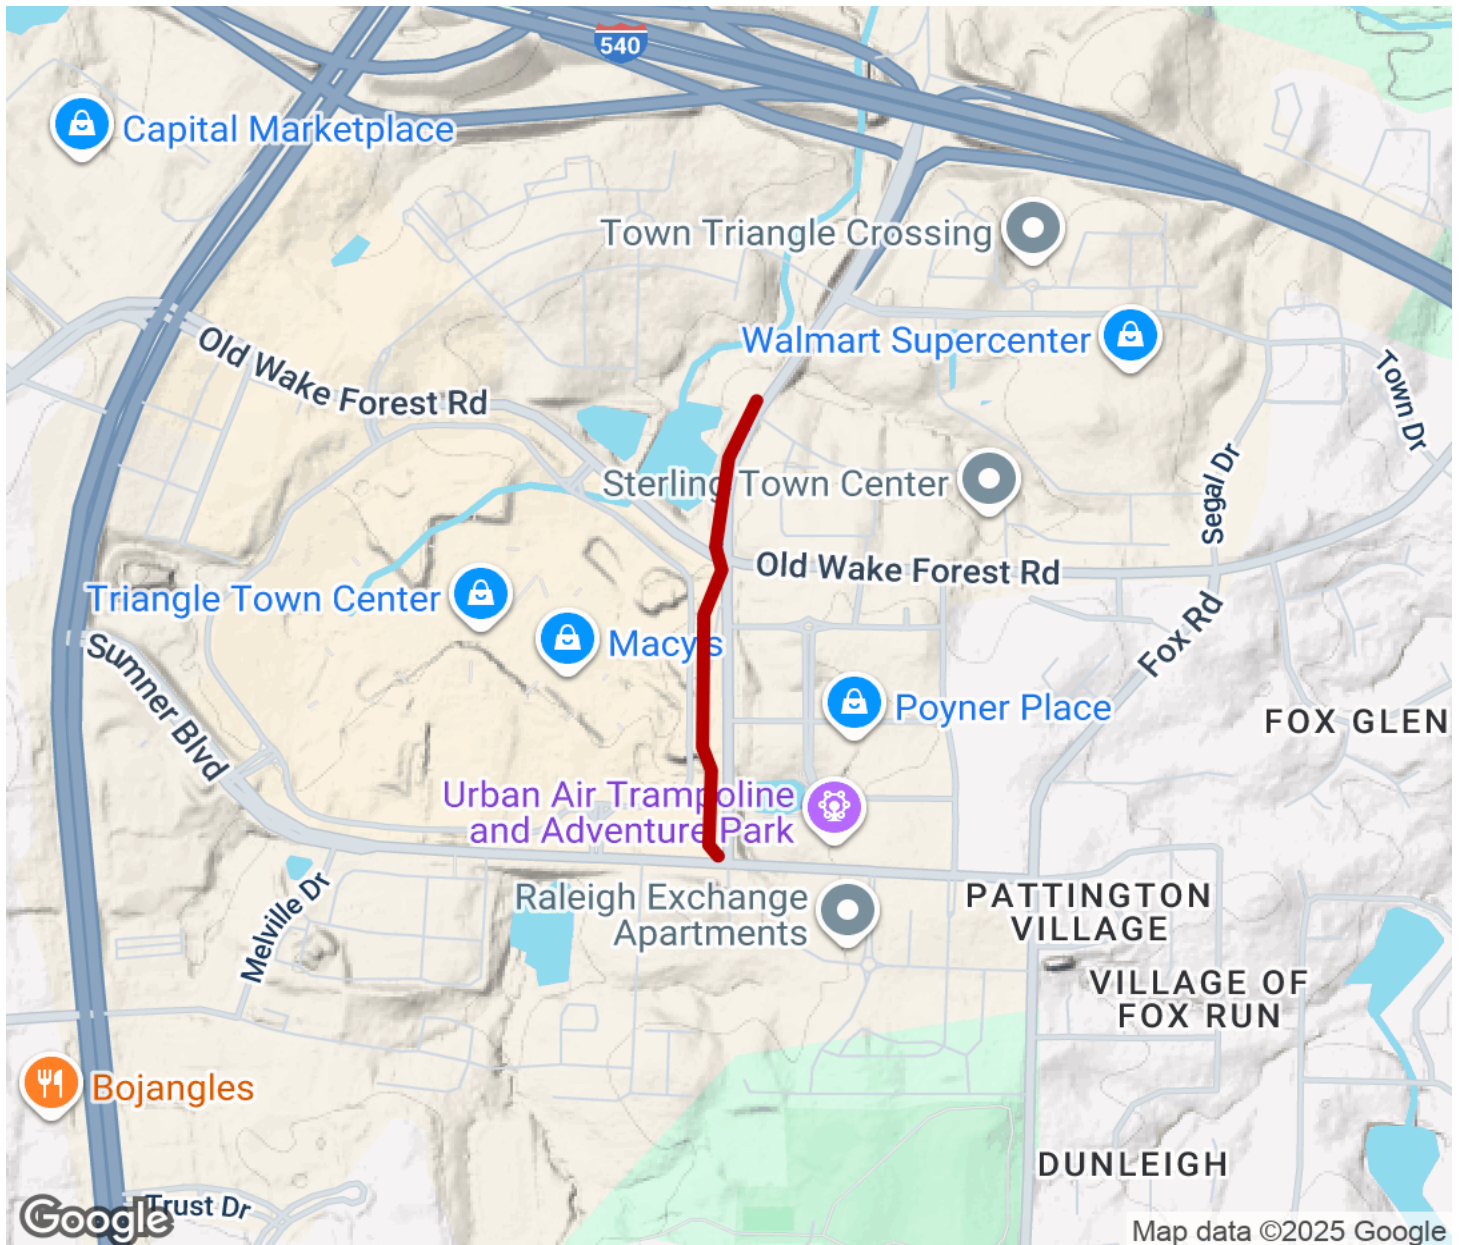 540
Capital Marketplace
Town Triangle Crossing
Walmart Supercenter
Old Wake Forest Rd
Town Dr
Segal Dr
Sterling Town Center
Old Wake Forest Rd
Triangle Town Center
Macy's
Fox Rd
Sumner Blvd
Poyner Place
FOX GLEN
Urban Air Trampoline
and Adventure Park
Melville Dr
Raleigh Exchange
Apartments
PATTINGTON
VILLAGE
VILLAGE OF
FOX RUN
Bojangles
DUNLEIGH
Trust Dr
Google
Map data ©2025 Google